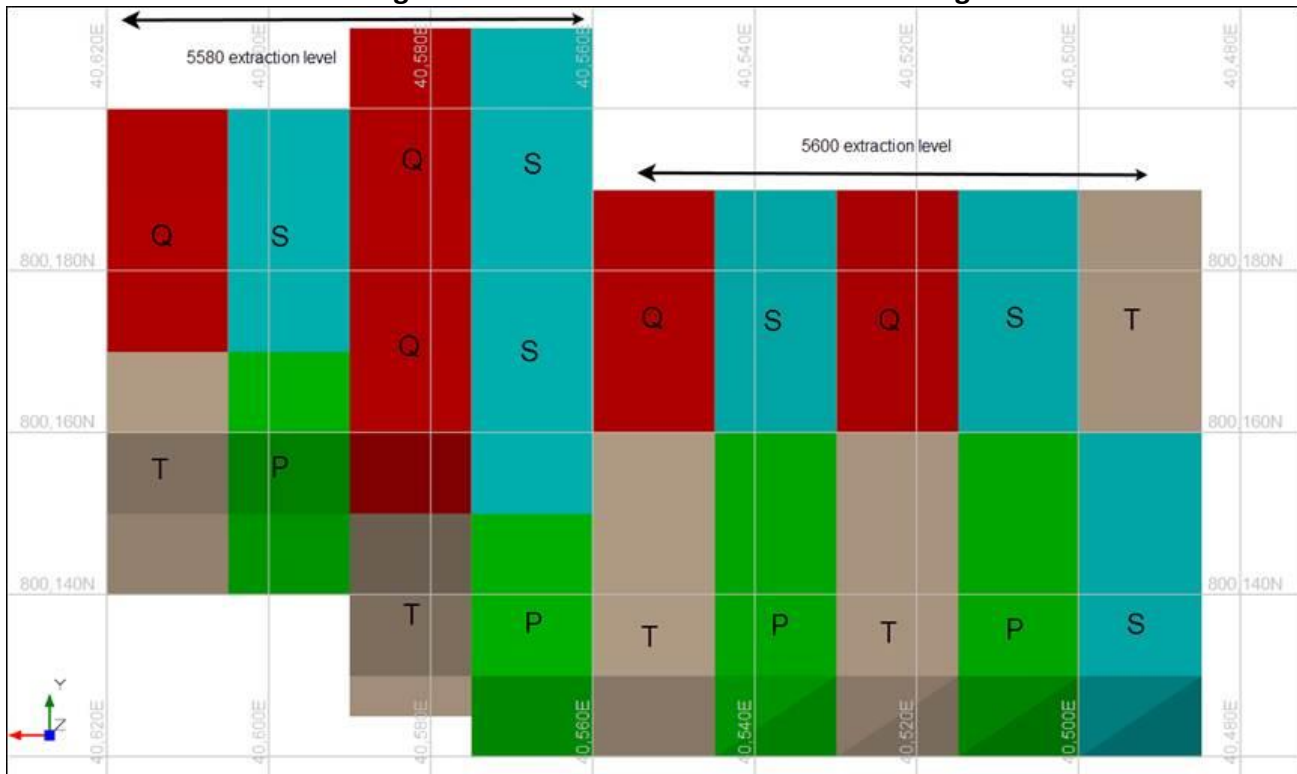 40,620E 40,600E 40,580E 40,560E 40,540E 40,520E 40,500E 40,480E
5580 extraction level
5600 extraction level
Q S
Q S
800,180N 800,180N
Q S
Q S Q S T
800,160N 800,160N
T P
800,140N 800,140N
T P T P T P S
Y
Z
40,620E 40,600E 40,580E 40,560E 40,540E 40,520E 40,500E 40,480E